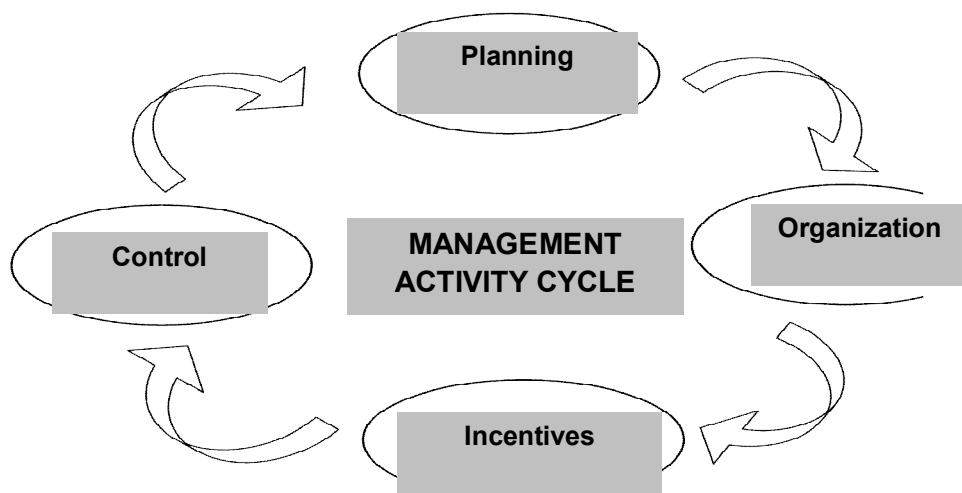 Planning
Organization
MANAGEMENT
ACTIVITY CYCLE
Control
Incentives